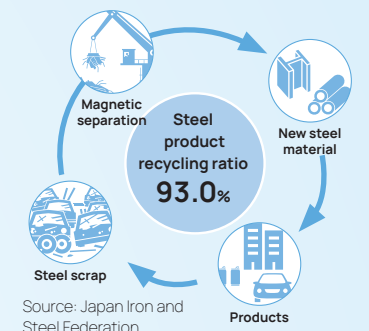 Magnetic
separation
Steel
product
recycling ratio
93.0%
New steel
material
Steel scrap
Products
Source: Japan Iron and
Steel Federation